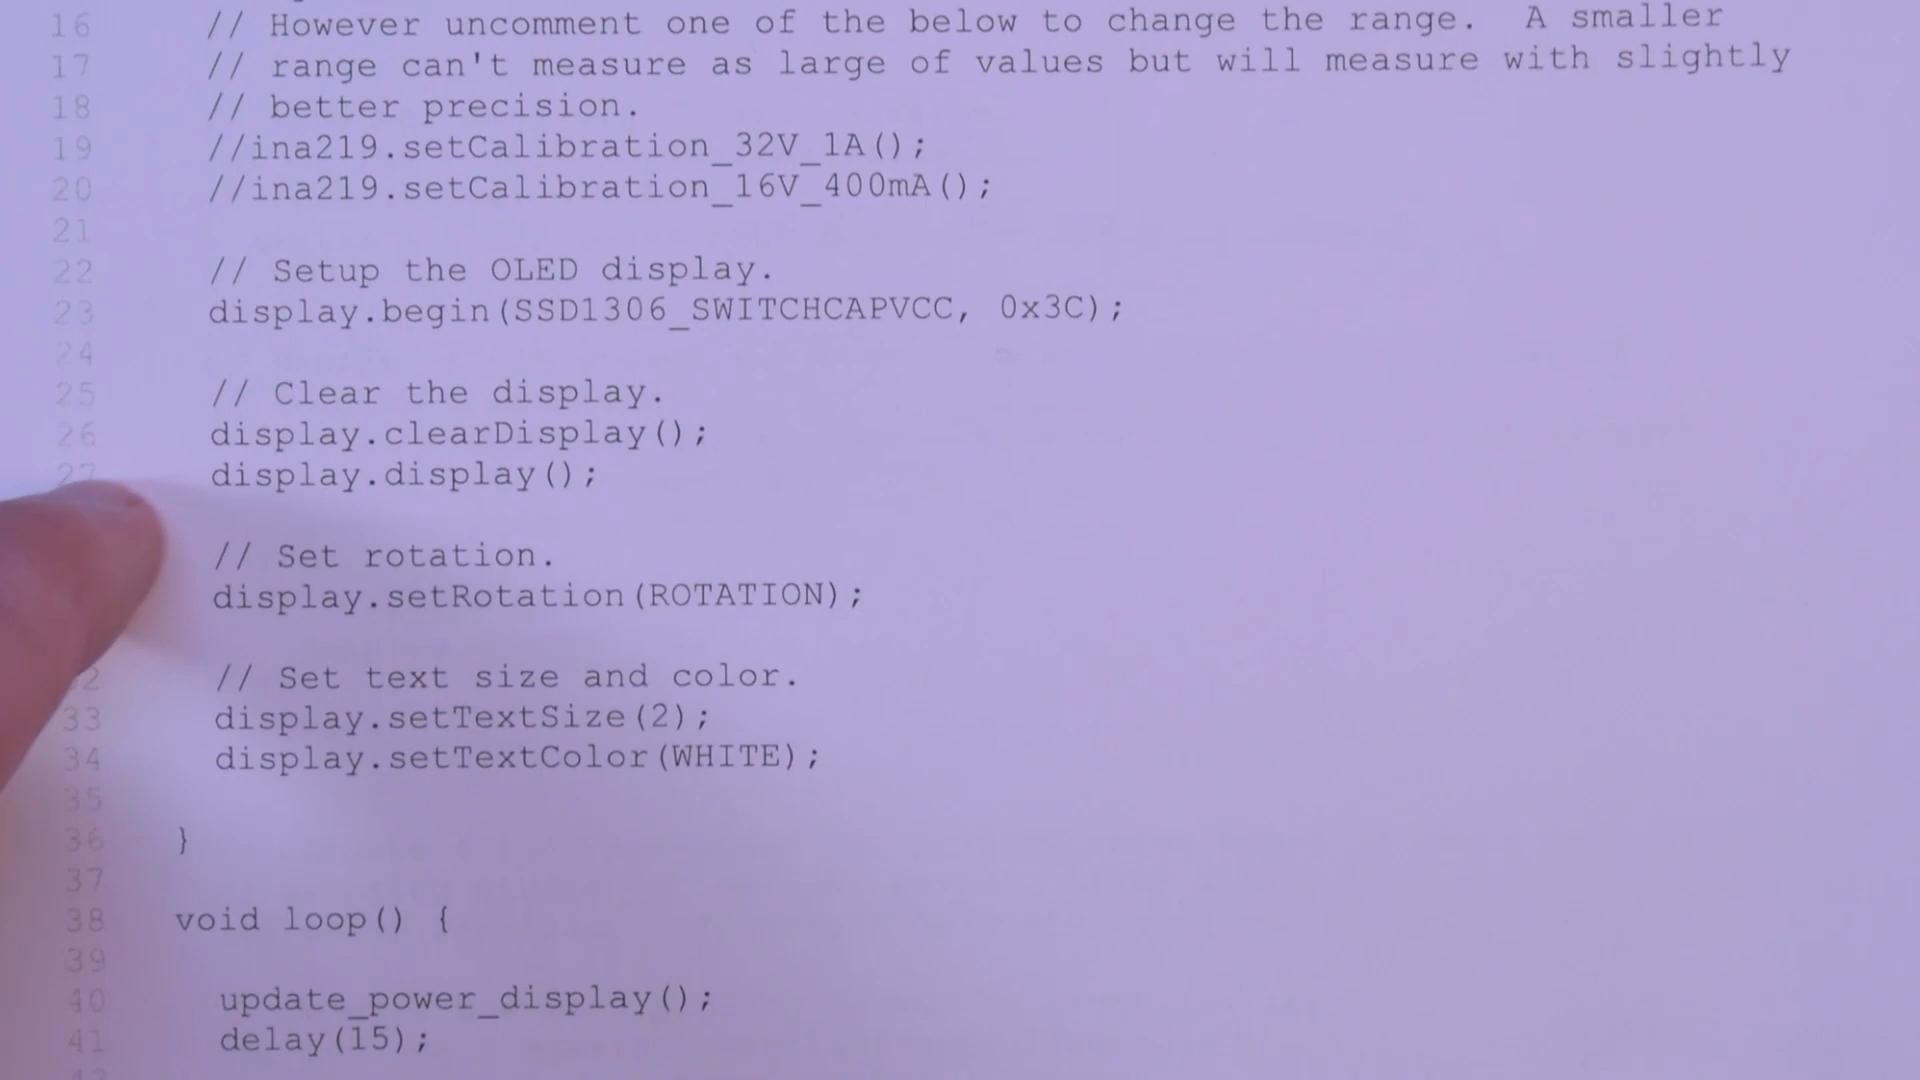 16 // However uncomment one of the below to change the range. A smaller
17 // range can't measure as large of values but will measure with slightly
18 // better precision.
19 //ina219.setCalibration_32V_1A();
20 //ina219.setCalibration_16V_400mA();
21
22 // Setup the OLED display.
23 display.begin(SSD1306_SWITCHCAPVCC, 0x3C);
24
25 // Clear the display.
26 display.clearDisplay();
27 display.display();
// Set rotation.
display.setRotation(ROTATION);
// Set text size and color.
33 display.setTextSize(2);
34 display.setTextColor(WHITE);
35
36 }
37
38 void loop() {
39
40 update_power_display();
41 delay(15);